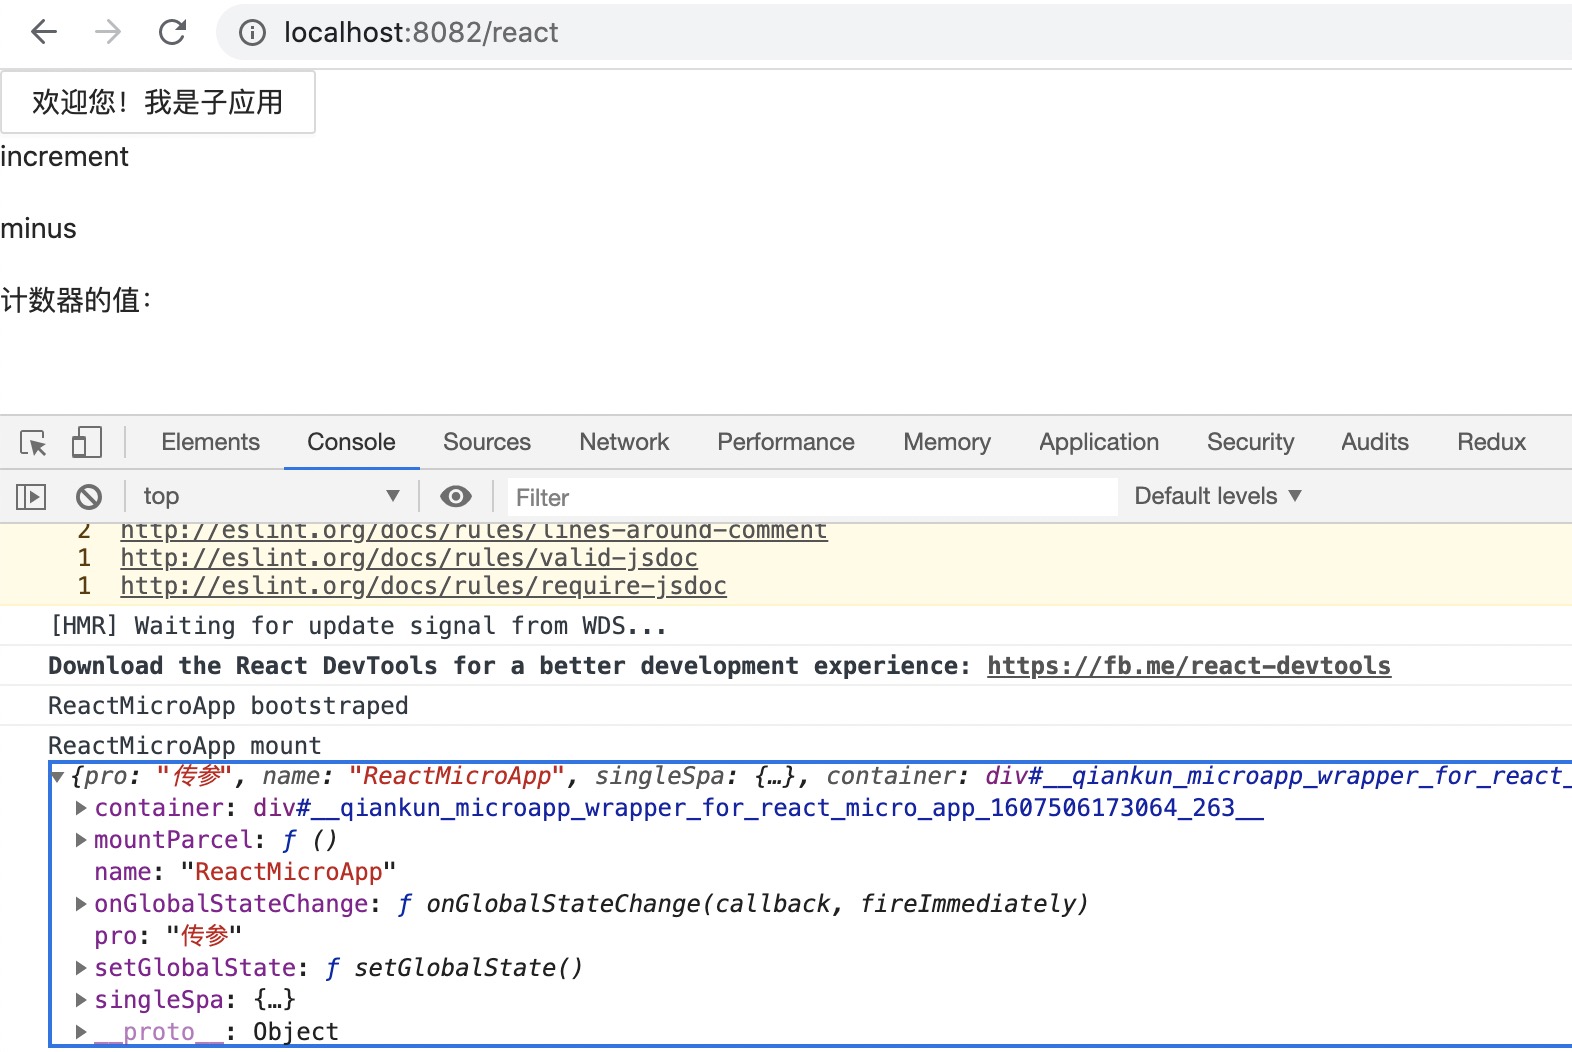 localhost:8082/react
欢迎您！我是子应用
increment
minus
计数器的值：
Elements Console Sources Network Performance Memory Application Security Audits Redux
top ▼ Filter Default levels ▼
2 http://eslint.org/docs/rules/lines-around-comment
1 http://eslint.org/docs/rules/valid-jsdoc
1 http://eslint.org/docs/rules/require-jsdoc
[HMR] Waiting for update signal from WDS...
Download the React DevTools for a better development experience: https://fb.me/react-devtools
ReactMicroApp bootstraped
ReactMicroApp mount
▼{pro: "传参", name: "ReactMicroApp", singleSpa: {…}, container: div#__qiankun_microapp_wrapper_for_react_
▶container: div#__qiankun_microapp_wrapper_for_react_micro_app_1607506173064_263__
▶mountParcel: ƒ ()
name: "ReactMicroApp"
▶onGlobalStateChange: ƒ onGlobalStateChange(callback, fireImmediately)
pro: "传参"
▶setGlobalState: ƒ setGlobalState()
▶singleSpa: {…}
▶__proto__: Object